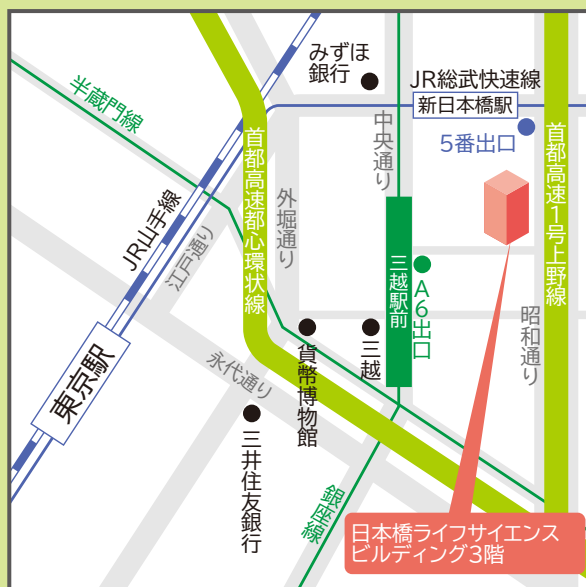 みずほ
銀行
JR総武快速線
新日本橋駅
5番出口
半蔵門線
中央通り
首都高速都心環状線
首都高速1号上野線
外堀通り
JR山手線
江戸通り
三越駅前
A6出口
昭和通り
東京駅
永代通り
貨幣博物館
三越
三井住友銀行
銀座線
日本橋ライフサイエンス
ビルディング3階